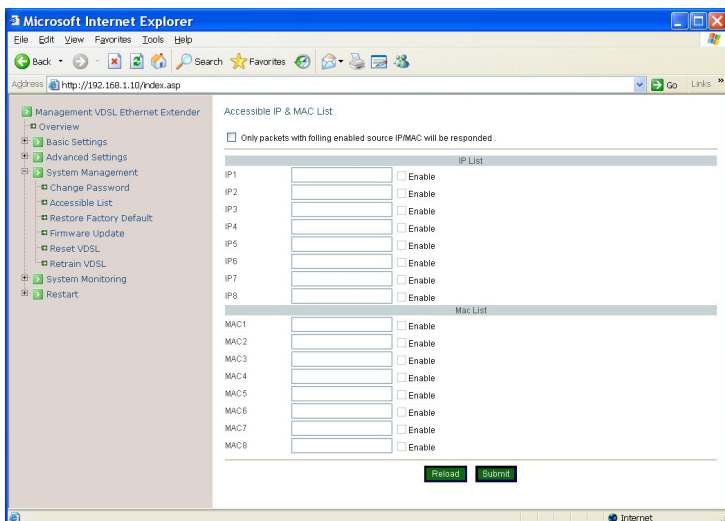 Microsoft Internet Explorer
File Edit View Favorites Tools Help
Back Search Favorites
Address http://192.168.1.10/index.asp Go Links »
Management VDSL Ethernet Extender
Overview
Basic Settings
Advanced Settings
System Management
Change Password
Accessible List
Restore Factory Default
Firmware Update
Reset VDSL
Retrain VDSL
System Monitoring
Restart
Accessible IP & MAC List
Only packets with folling enabled source IP/MAC will be responded .
IP List
IP1 Enable
IP2 Enable
IP3 Enable
IP4 Enable
IP5 Enable
IP6 Enable
IP7 Enable
IP8 Enable
Mac List
MAC1 Enable
MAC2 Enable
MAC3 Enable
MAC4 Enable
MAC5 Enable
MAC6 Enable
MAC7 Enable
MAC8 Enable
Reload Submit
Internet